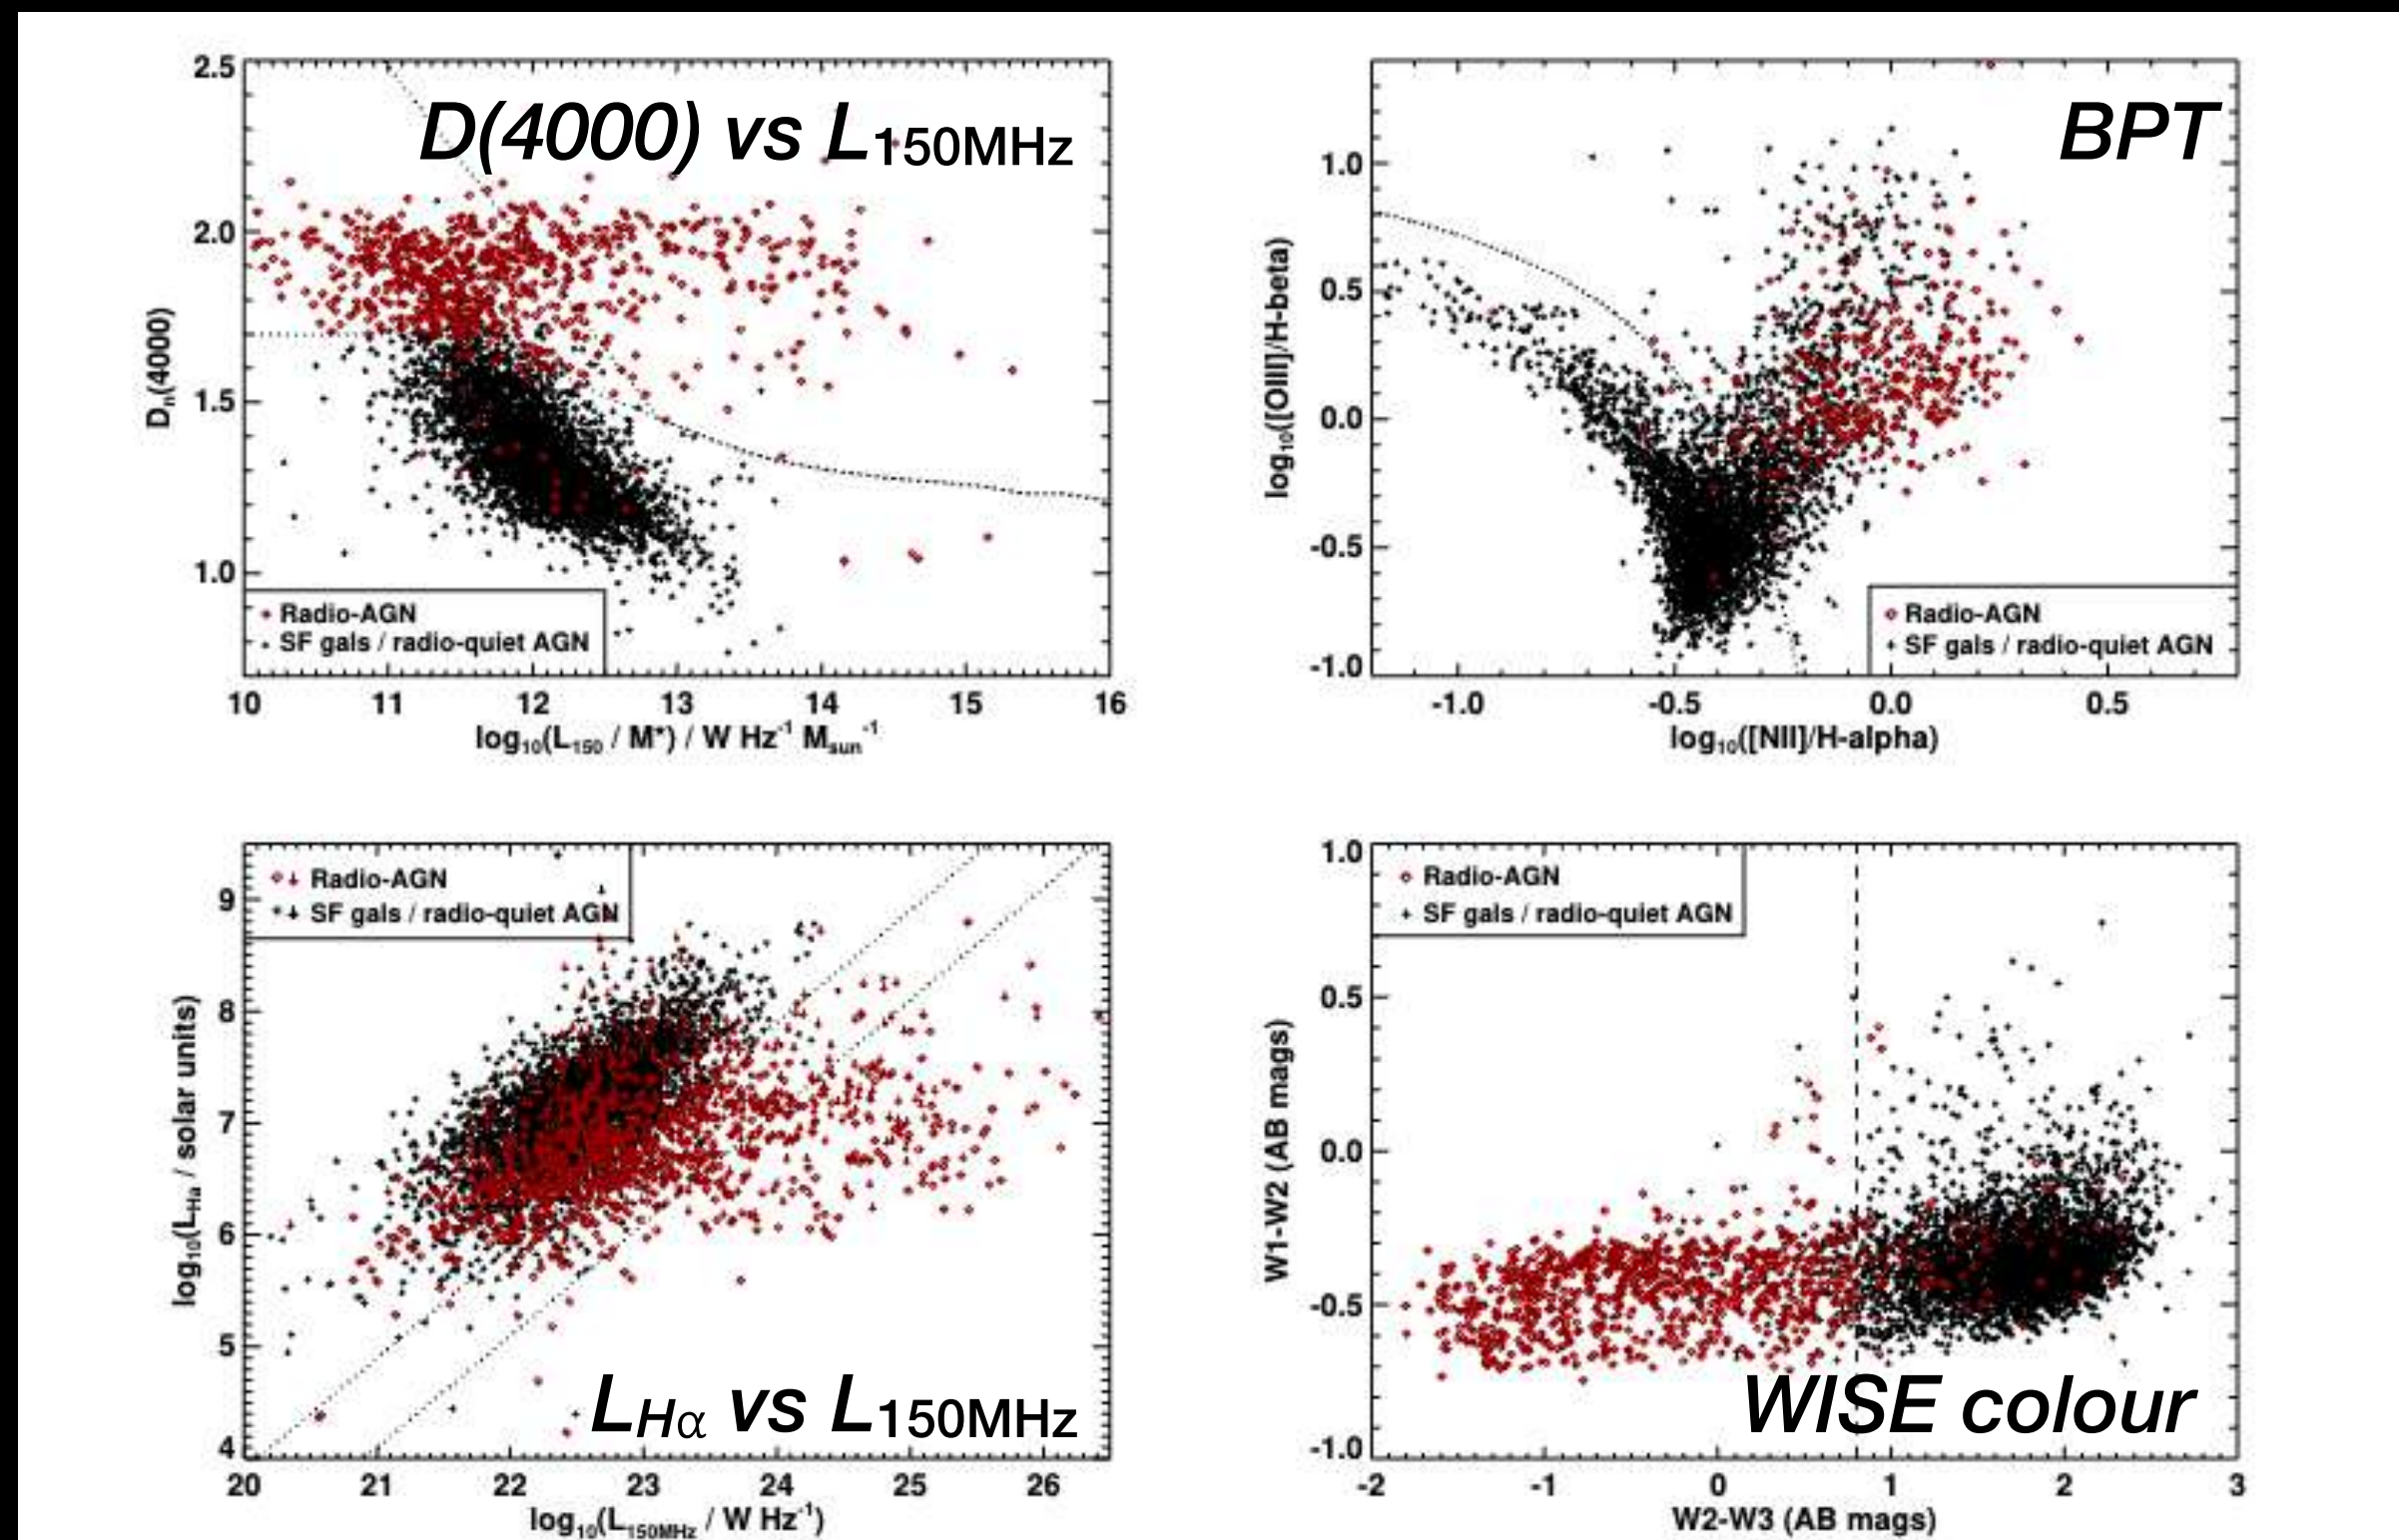 D(4000) vs L150MHz
2.5
2.0
1.5
1.0
Dn(4000)
Radio-AGN
SF gals / radio-quiet AGN
10 11 12 13 14 15 16
log10(L150 / M*) / W Hz-1 Msun-1
BPT
1.0
0.5
0.0
-0.5
-1.0
log10([OIII]/H-beta)
Radio-AGN
SF gals / radio-quiet AGN
-1.0 -0.5 0.0 0.5
log10([NII]/H-alpha)
Radio-AGN
SF gals / radio-quiet AGN
9
8
7
6
5
4
log10(LHa / solar units)
LHα vs L150MHz
20 21 22 23 24 25 26
log10(L150MHz / W Hz-1)
Radio-AGN
SF gals / radio-quiet AGN
1.0
0.5
0.0
-0.5
-1.0
W1-W2 (AB mags)
WISE colour
-2 -1 0 1 2 3
W2-W3 (AB mags)